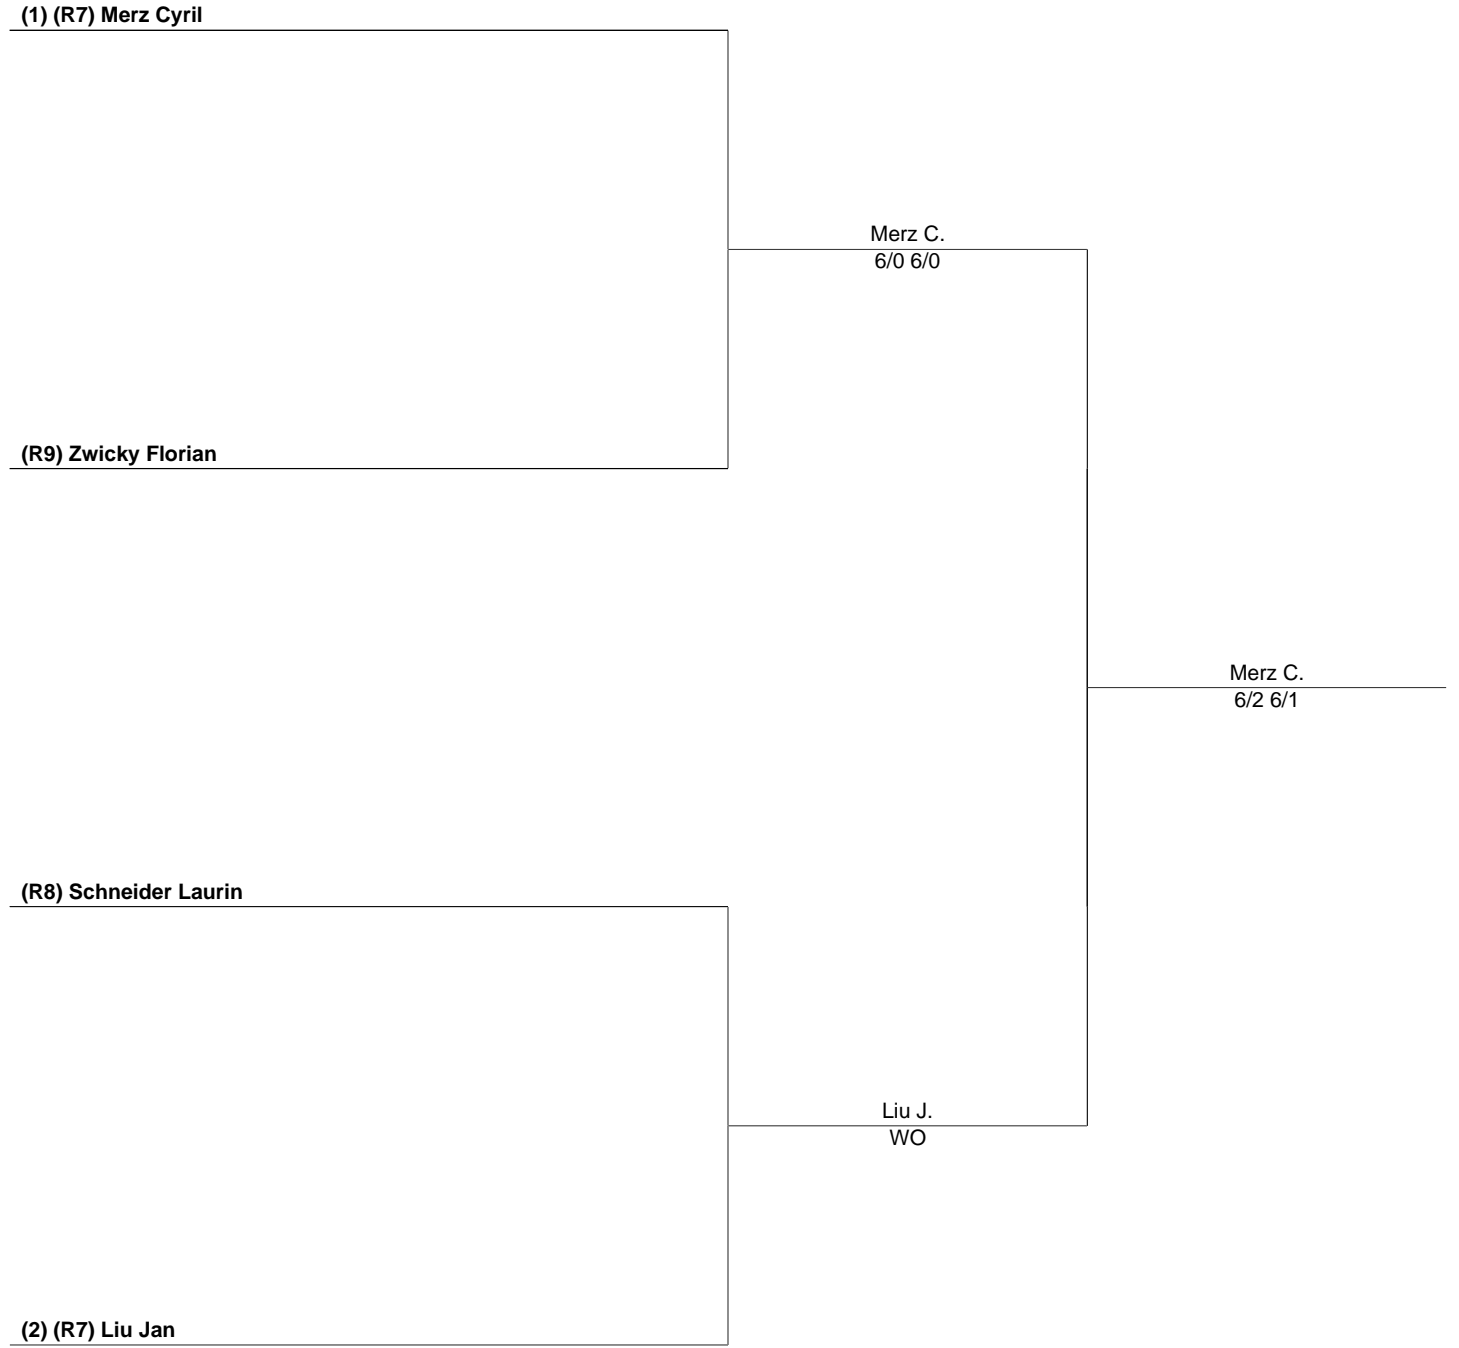 (1) (R7) Merz Cyril
Merz C.
6/0 6/0
(R9) Zwicky Florian
Merz C.
6/2 6/1
(R8) Schneider Laurin
Liu J.
WO
(2) (R7) Liu Jan